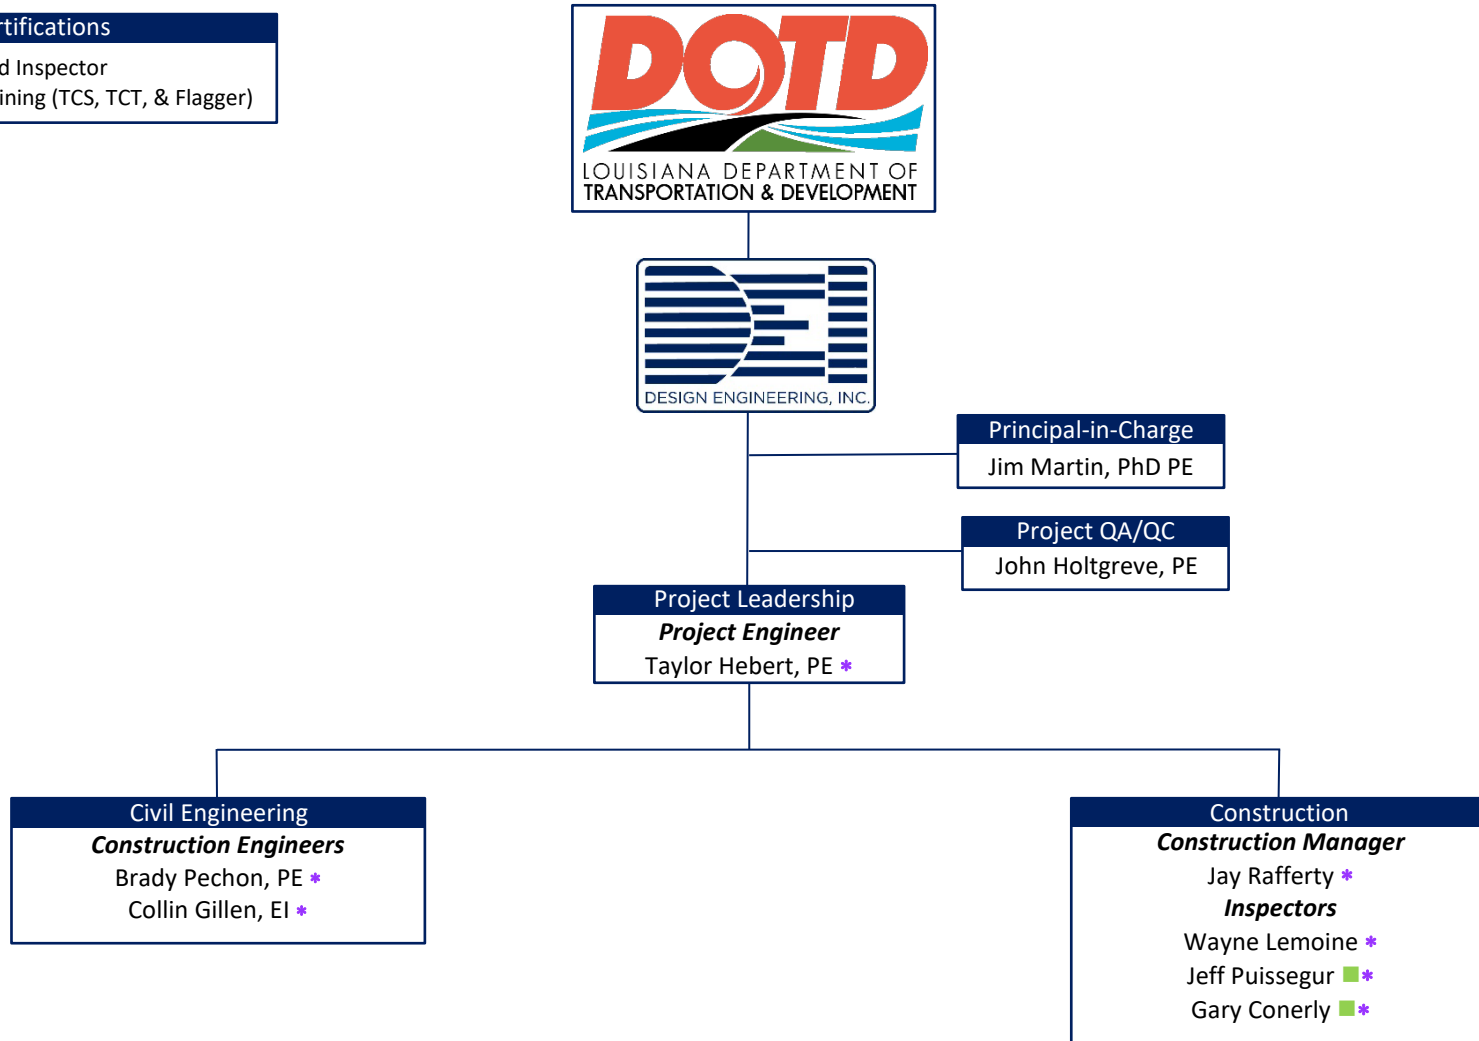 Inspector
(TCS, TCT, & Flagger)
DOTD
LOUISIANA DEPARTMENT OF
TRANSPORTATION & DEVELOPMENT
DEI
DESIGN ENGINEERING, INC.
Principal-in-Charge
Jim Martin, PhD PE
Project QA/QC
John Holtgreve, PE
Project Leadership
Project Engineer
Taylor Hebert, PE *
Civil Engineering
Construction Engineers
Brady Pechon, PE *
Collin Gillen, EI *
Construction
Construction Manager
Jay Rafferty *
Inspectors
Wayne Lemoine *
Jeff Puissegur ■*
Gary Conerly ■*